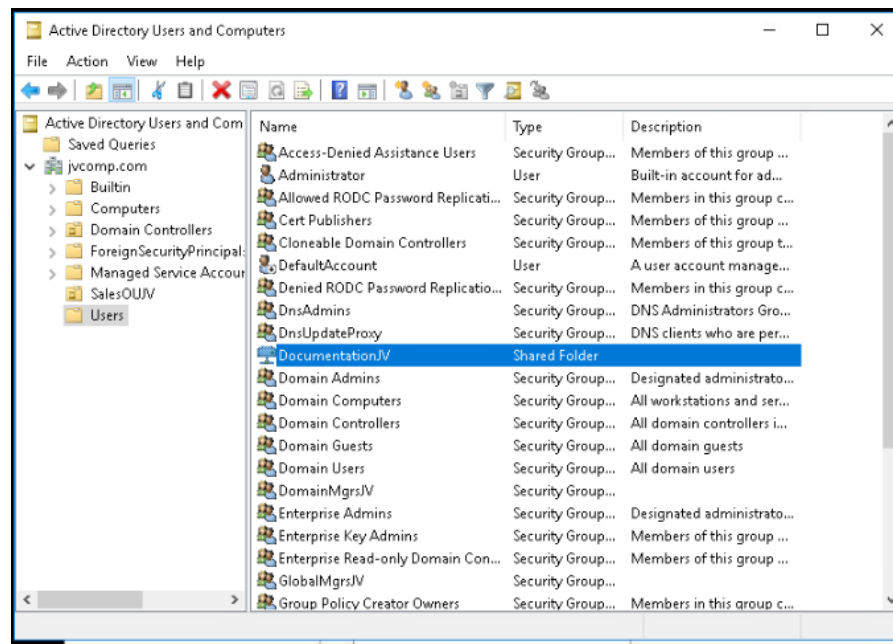 Active Directory Users and Computers
File Action View Help
Active Directory Users and Com
Saved Queries
jvcomp.com
Builtin
Computers
Domain Controllers
ForeignSecurityPrincipal:
Managed Service Accour
SalesOUJV
Users
Name Type Description
Access-Denied Assistance Users Security Group... Members of this group ...
Administrator User Built-in account for ad...
Allowed RODC Password Replicati... Security Group... Members in this group c...
Cert Publishers Security Group... Members of this group ...
Cloneable Domain Controllers Security Group... Members of this group t...
DefaultAccount User A user account manage...
Denied RODC Password Replicatio... Security Group... Members in this group c...
DnsAdmins Security Group... DNS Administrators Gro...
DnsUpdateProxy Security Group... DNS clients who are per...
DocumentationJV Shared Folder
Domain Admins Security Group... Designated administrato...
Domain Computers Security Group... All workstations and ser...
Domain Controllers Security Group... All domain controllers i...
Domain Guests Security Group... All domain guests
Domain Users Security Group... All domain users
DomainMgrsJV Security Group...
Enterprise Admins Security Group... Designated administrato...
Enterprise Key Admins Security Group... Members of this group ...
Enterprise Read-only Domain Con... Security Group... Members of this group ...
GlobalMgrsJV Security Group...
Group Policy Creator Owners Security Group... Members in this group c...